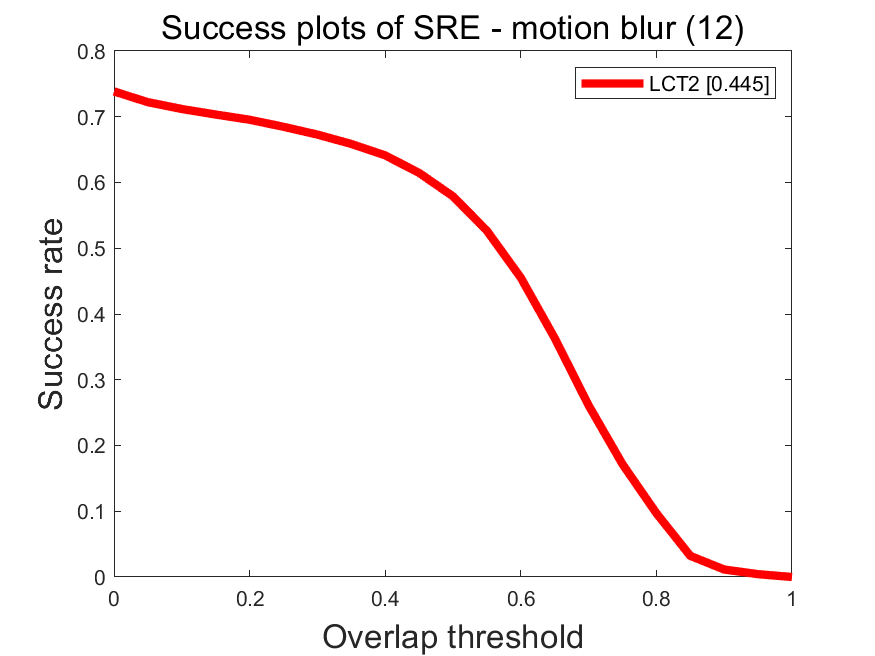 Success plots of SRE - motion blur (12)
LCT2 [0.445]
Success rate
0.8
0.7
0.6
0.5
0.4
0.3
0.2
0.1
0
0 0.2 0.4 0.6 0.8 1
Overlap threshold